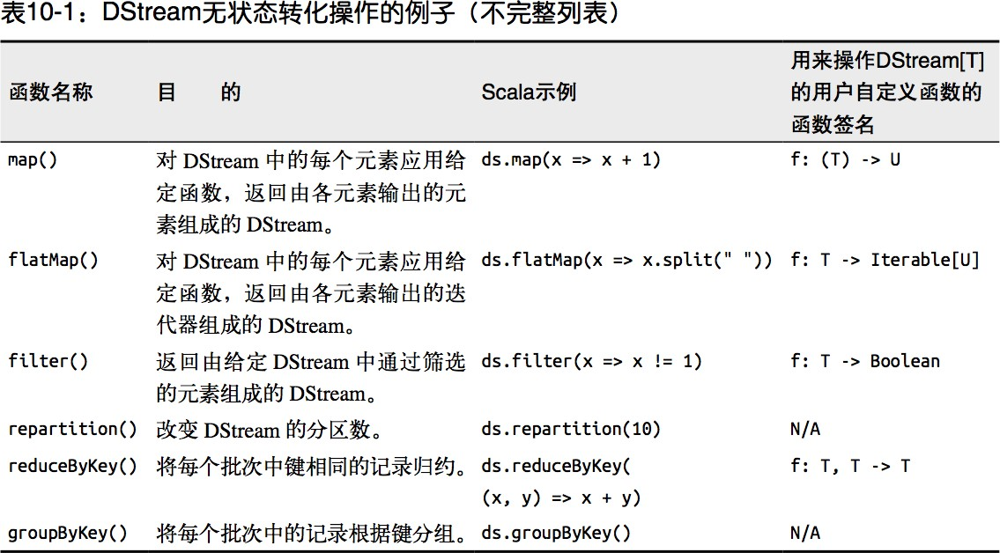 表10-1：DStream无状态转化操作的例子（不完整列表）
函数名称 目 的 Scala示例 用来操作DStream[T]
的用户自定义函数的
函数签名
map() 对 DStream 中的每个元素应用给 ds.map(x => x + 1) f: (T) -> U
定函数，返回由各元素输出的元
素组成的 DStream。
flatMap() 对 DStream 中的每个元素应用给 ds.flatMap(x => x.split(" ")) f: T -> Iterable[U]
定函数，返回由各元素输出的迭
代器组成的 DStream。
filter() 返回由给定 DStream 中通过筛选 ds.filter(x => x != 1) f: T -> Boolean
的元素组成的 DStream。
repartition() 改变 DStream 的分区数。 ds.repartition(10) N/A
reduceByKey() 将每个批次中键相同的记录归约。 ds.reduceByKey( f: T, T -> T
(x, y) => x + y)
groupByKey() 将每个批次中的记录根据键分组。 ds.groupByKey() N/A